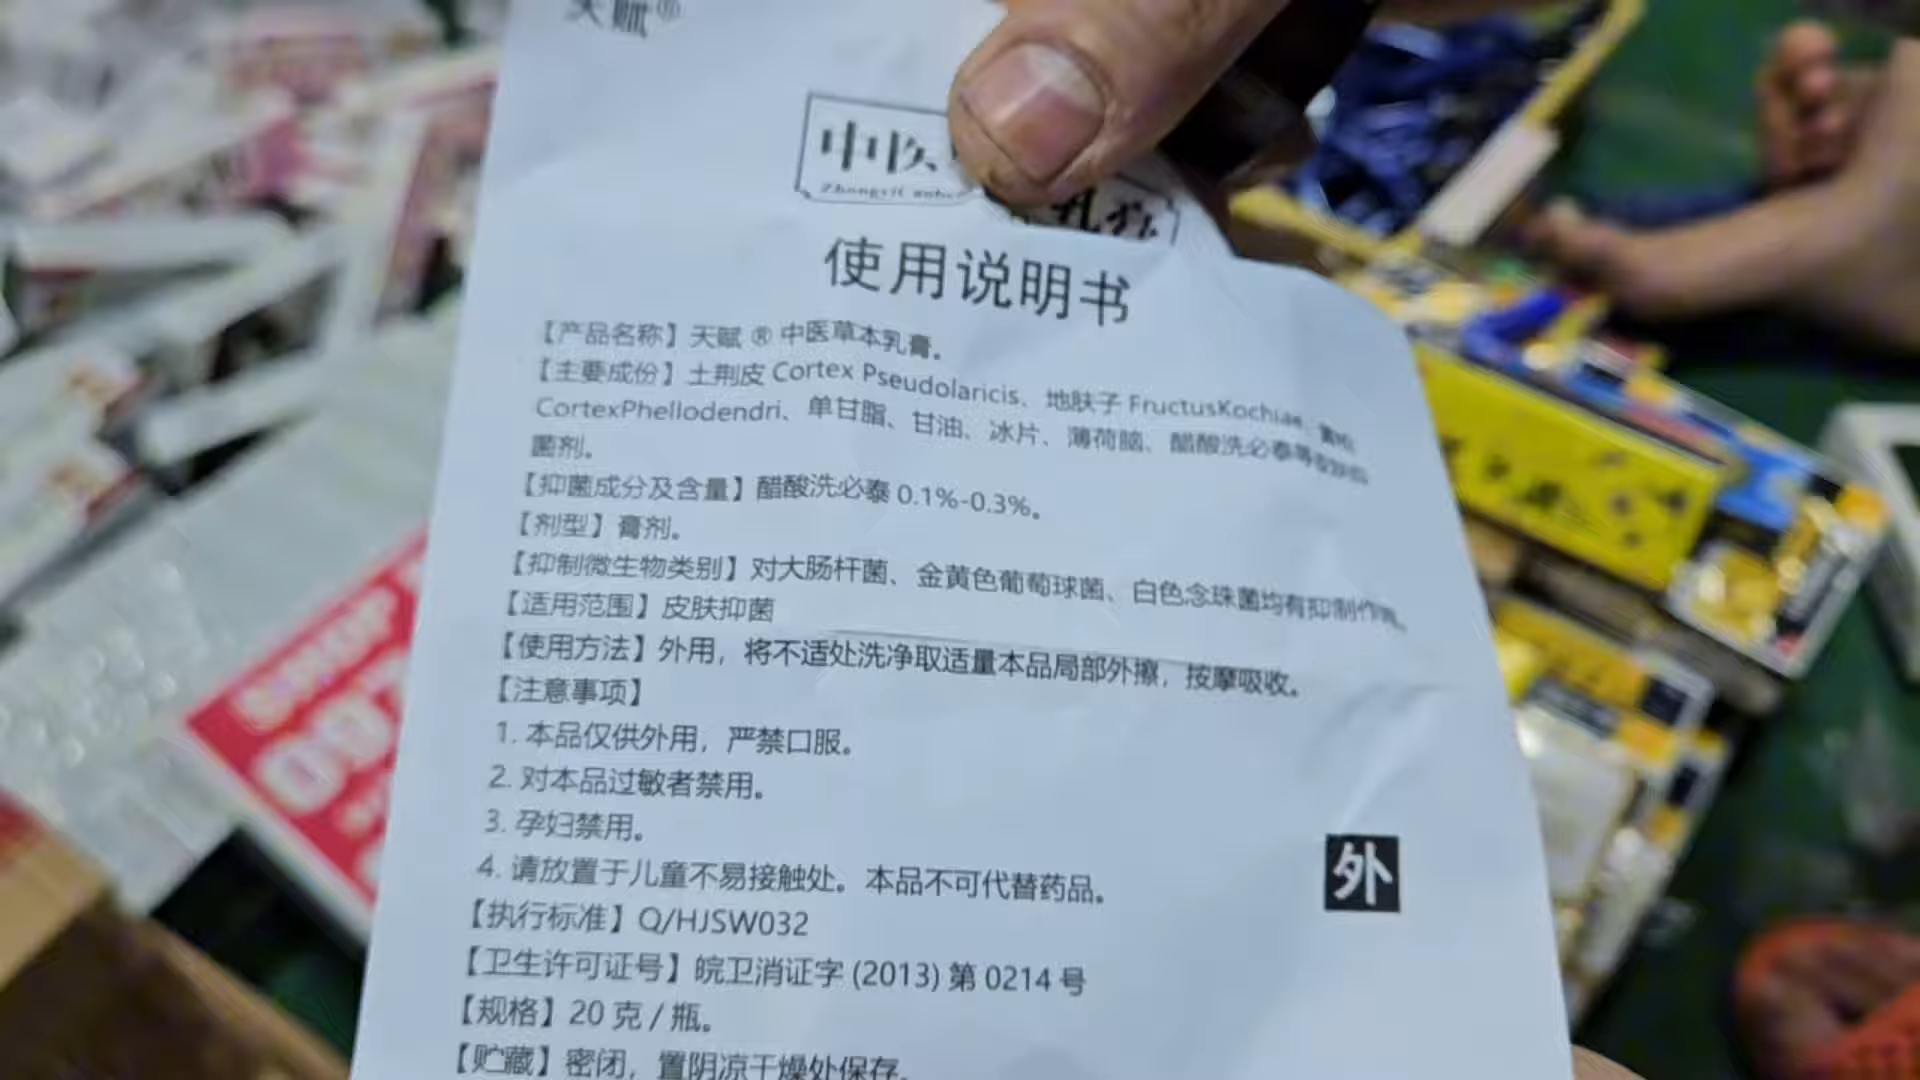 天赋®
中医
使用说明书
【产品名称】天赋 ® 中医草本乳膏。
【主要成份】土荆皮 Cortex Pseudolaricis、地肤子 FructusKochiae、黄柏
CortexPhellodendri、单甘脂、甘油、冰片、薄荷脑、醋酸洗必泰等
菌剂。
【抑菌成分及含量】醋酸洗必泰 0.1%-0.3%。
【剂型】膏剂。
【抑制微生物类别】对大肠杆菌、金黄色葡萄球菌、白色念珠菌均有抑制作用。
【适用范围】皮肤抑菌
【使用方法】外用，将不适处洗净取适量本品局部外擦，按摩吸收。
【注意事项】
1. 本品仅供外用，严禁口服。
2. 对本品过敏者禁用。
3. 孕妇禁用。
4. 请放置于儿童不易接触处。本品不可代替药品。
外
【执行标准】Q/HJSW032
【卫生许可证号】皖卫消证字 (2013) 第 0214 号
【规格】20 克 / 瓶。
【贮藏】密闭，置阴凉干燥处保存。